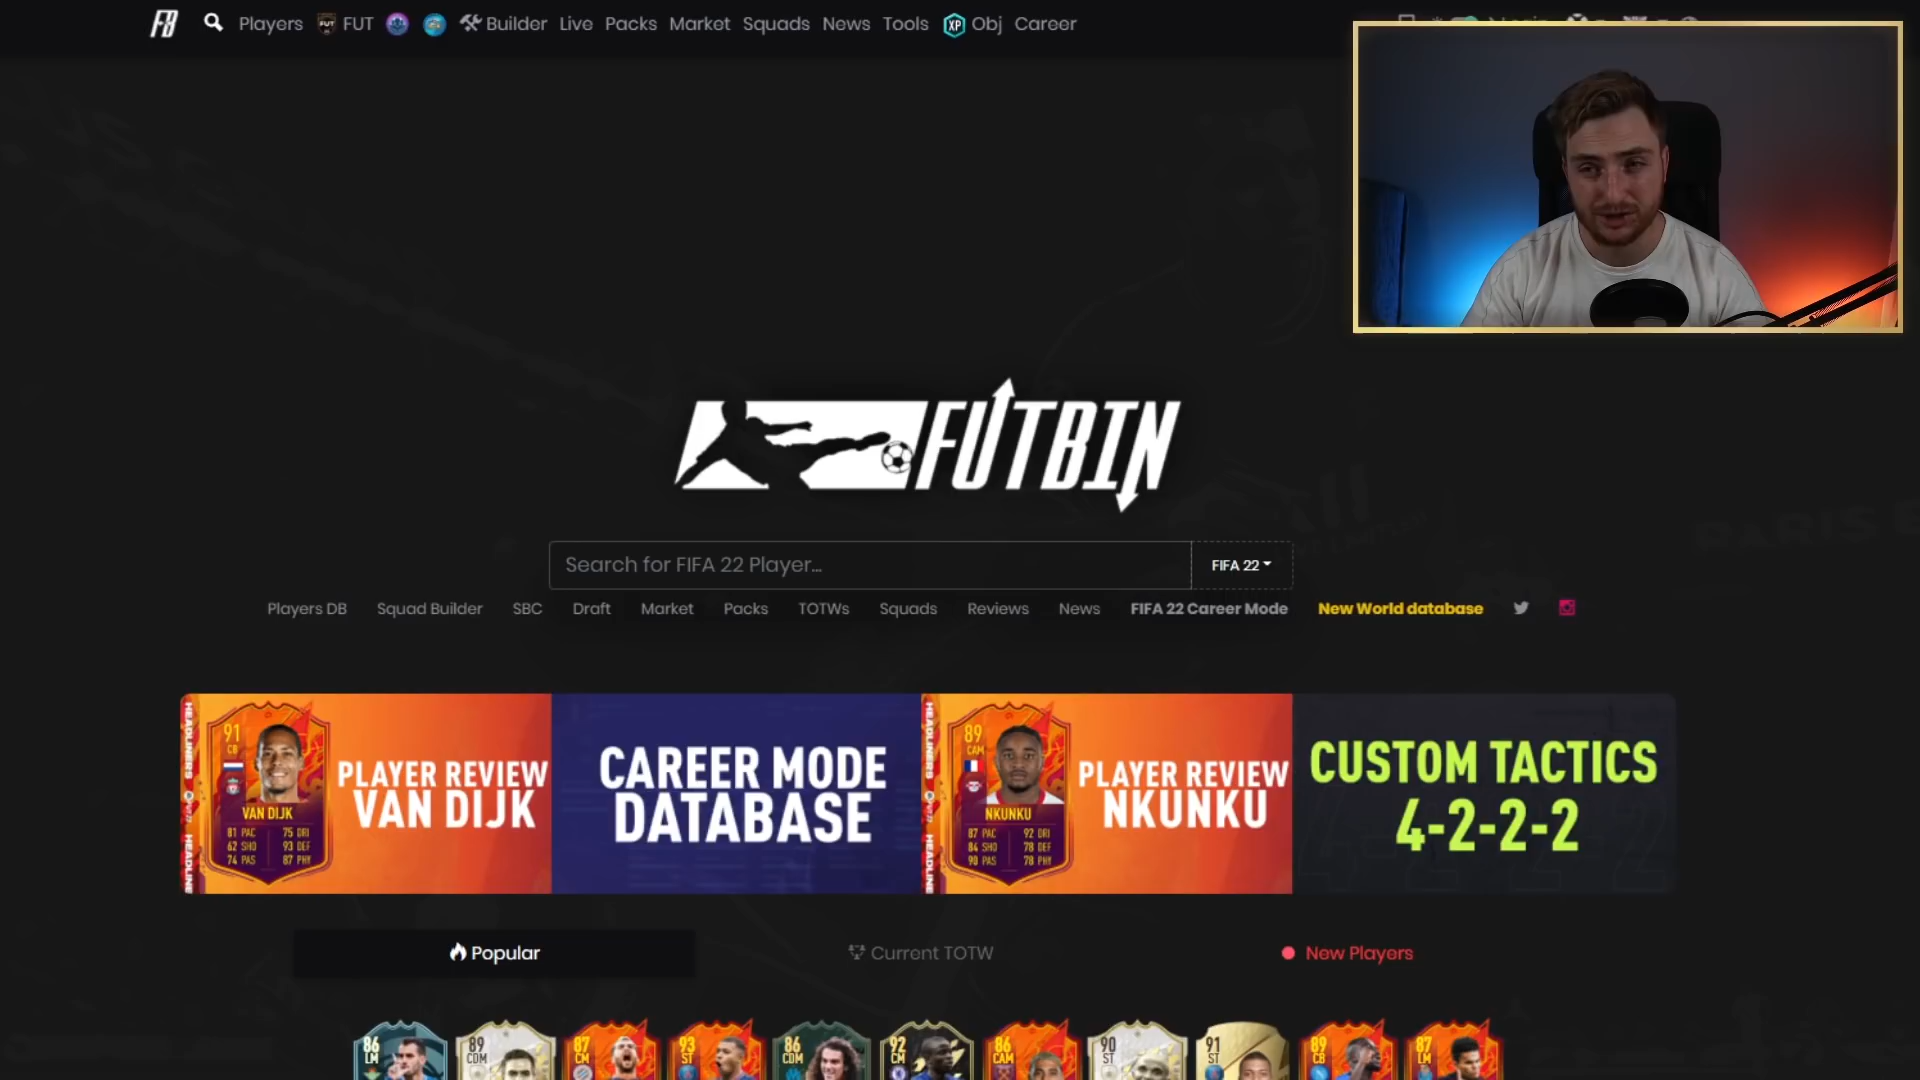 FB Players FUT Builder Live Packs Market Squads News Tools XP Obj Career
FUTBIN
Search for FIFA 22 Player... FIFA 22
Players DB Squad Builder SBC Draft Market Packs TOTWs Squads Reviews News FIFA 22 Career Mode New World database
HEADLINERS
91
CB
VAN DIJK
81 PAC 75 DRI
62 SHO 93 DEF
74 PAS 87 PHY
PLAYER REVIEW
VAN DIJK
CAREER MODE
DATABASE
HEADLINERS
89
CAM
NKUNKU
87 PAC 92 DRI
84 SHO 78 DEF
90 PAS 78 PHY
PLAYER REVIEW
NKUNKU
CUSTOM TACTICS
4-2-2-2
Popular Current TOTW New Players
86 89 87 93 86 92 86 90 91 89 87
LM CDM CM ST CDM CM CAM ST ST CB LM